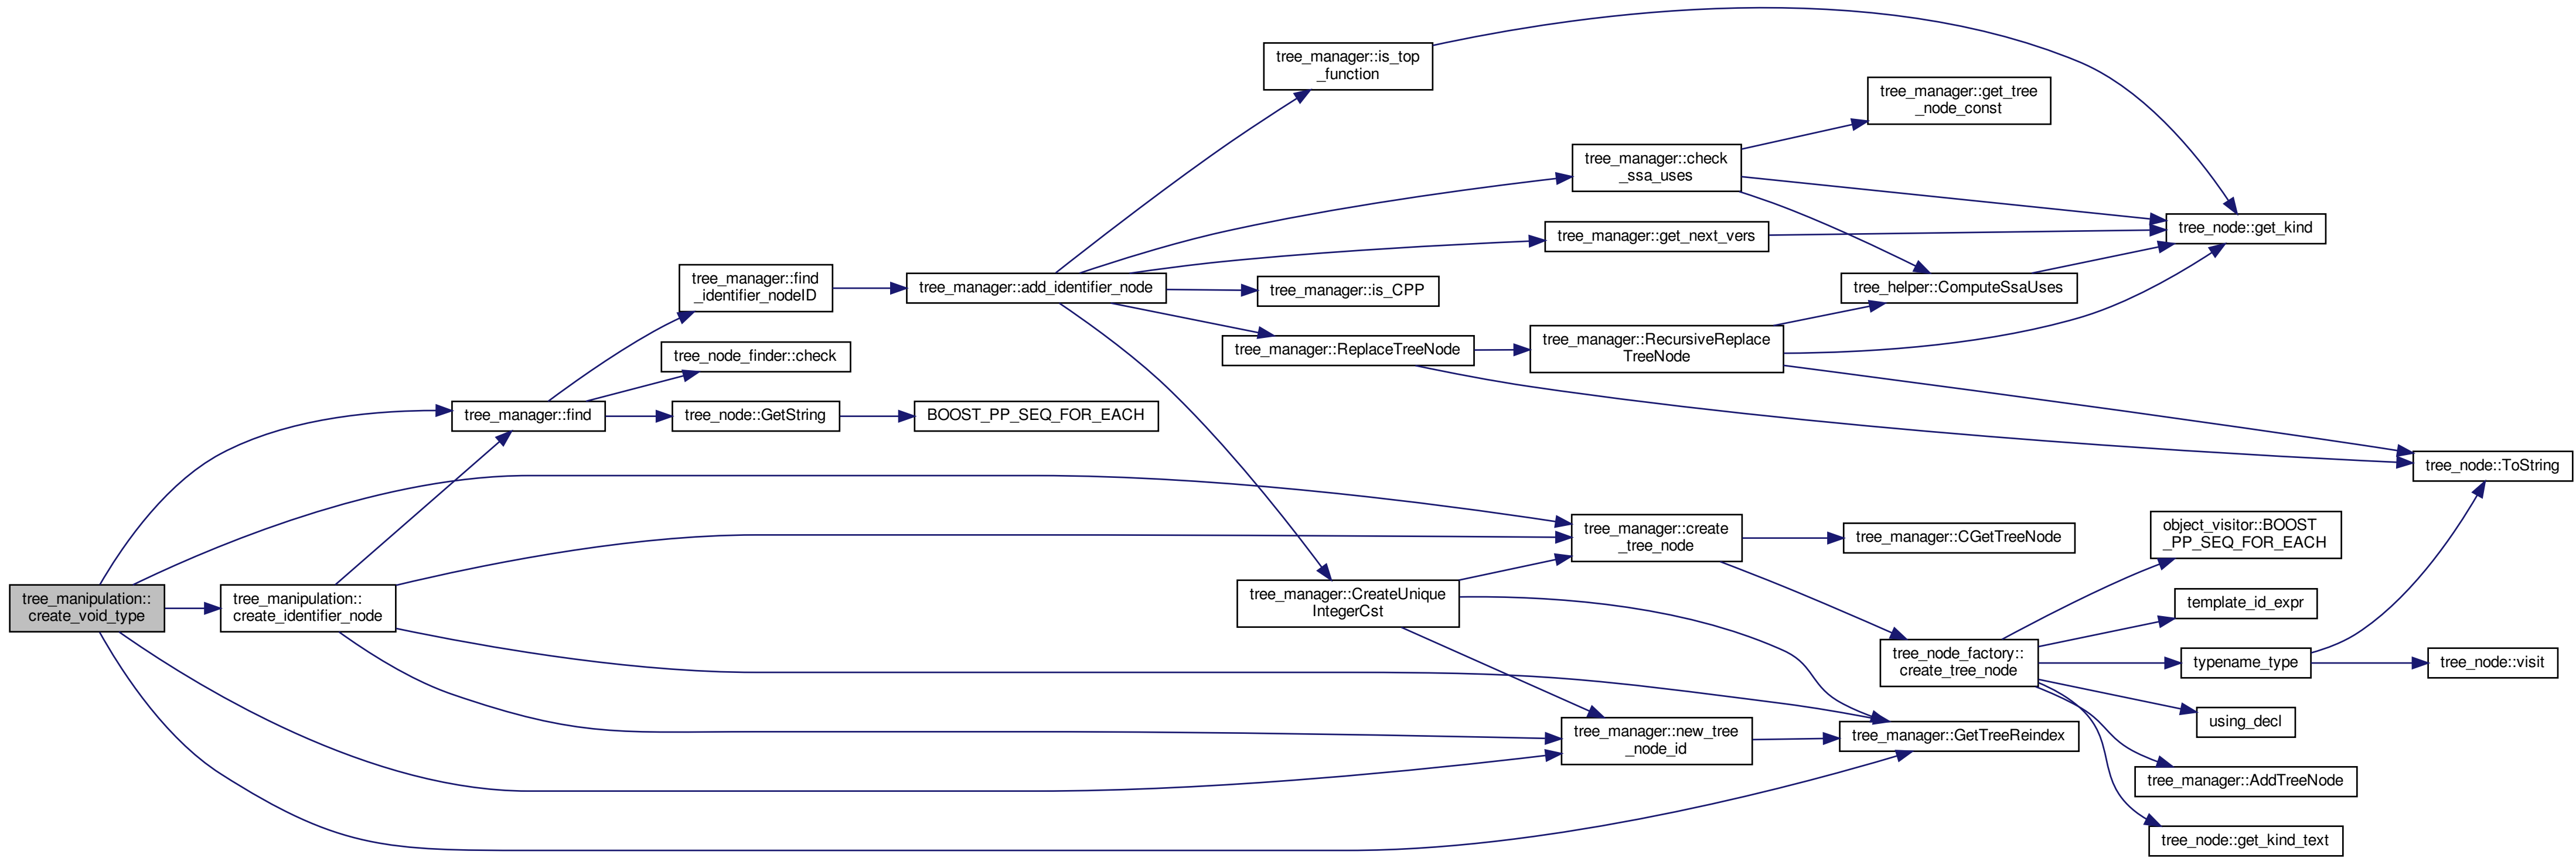 tree_manipulation::
create_void_type
tree_manipulation::
create_identifier_node
tree_manager::find
tree_manager::find
_identifier_nodeID
tree_node_finder::check
tree_node::GetString
BOOST_PP_SEQ_FOR_EACH
tree_manager::add_identifier_node
tree_manager::is_top
_function
tree_manager::check
_ssa_uses
tree_manager::get_next_vers
tree_manager::is_CPP
tree_manager::ReplaceTreeNode
tree_manager::RecursiveReplace
TreeNode
tree_manager::get_tree
_node_const
tree_node::get_kind
tree_helper::ComputeSsaUses
tree_node::ToString
tree_manager::CreateUnique
IntegerCst
tree_manager::create
_tree_node
tree_manager::CGetTreeNode
tree_node_factory::
create_tree_node
tree_manager::new_tree
_node_id
tree_manager::GetTreeReindex
object_visitor::BOOST
_PP_SEQ_FOR_EACH
template_id_expr
typename_type
tree_node::visit
using_decl
tree_manager::AddTreeNode
tree_node::get_kind_text